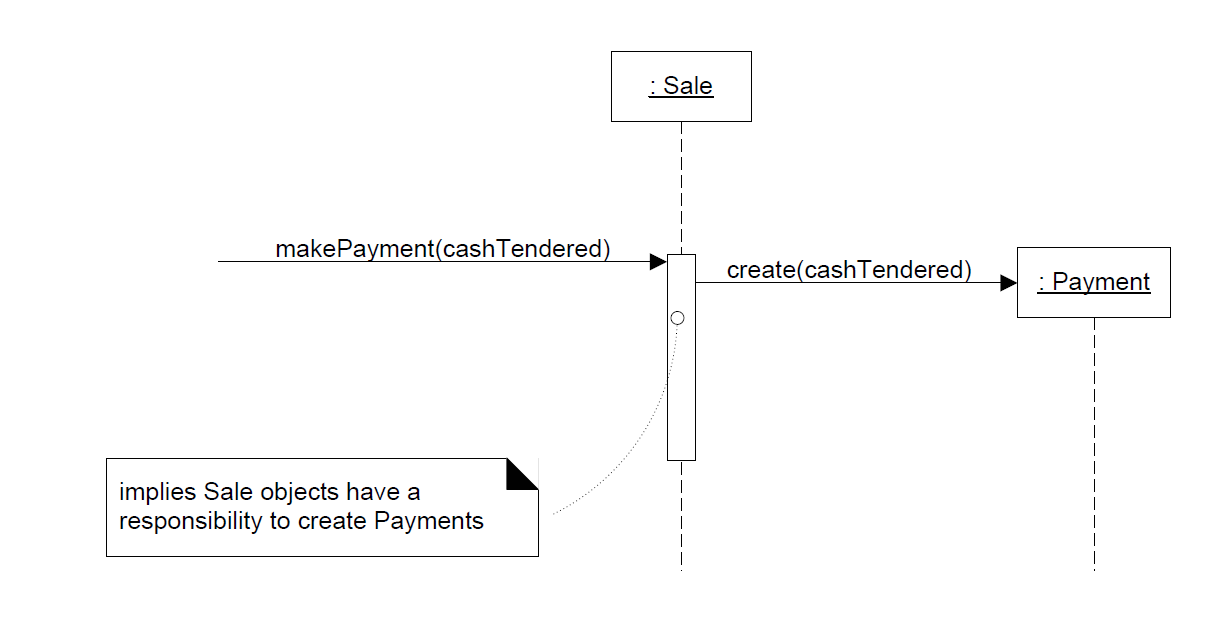 : Sale
makePayment(cashTendered)
create(cashTendered)
: Payment
implies Sale objects have a
responsibility to create Payments